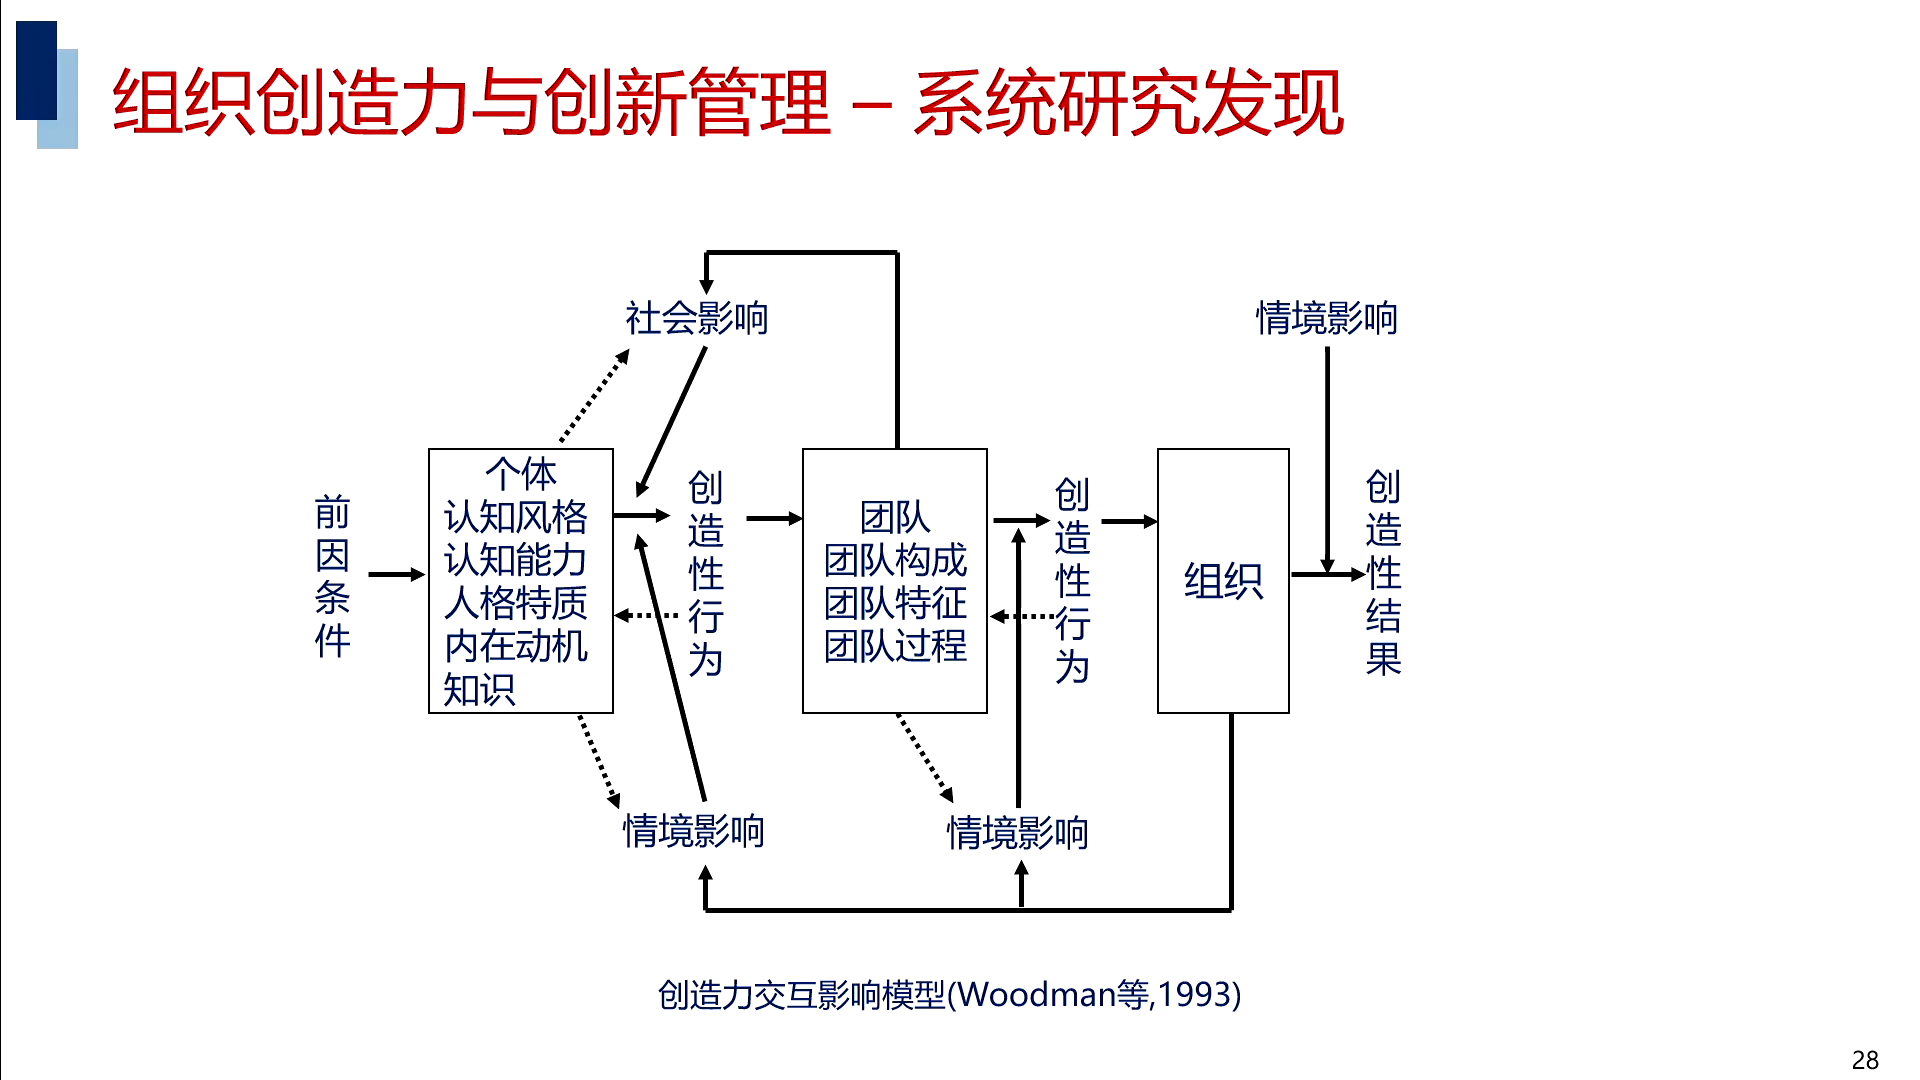 组织创造力与创新管理 – 系统研究发现
社会影响
情境影响
前因条件
个体
认知风格
认知能力
人格特质
内在动机
知识
创造性行为
团队
团队构成
团队特征
团队过程
创造性行为
组织
创造性结果
情境影响
情境影响
创造力交互影响模型(Woodman等,1993)
28